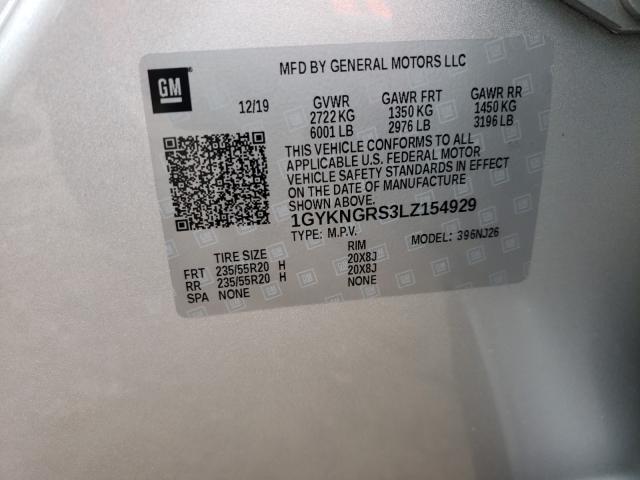 MFD BY GENERAL MOTORS LLC
GM
12/19 GVWR GAWR FRT GAWR RR
2722 KG 1350 KG 1450 KG
6001 LB 2976 LB 3196 LB
THIS VEHICLE CONFORMS TO ALL
APPLICABLE U.S. FEDERAL MOTOR
VEHICLE SAFETY STANDARDS IN EFFECT
ON THE DATE OF MANUFACTURE
SHOWN ABOVE.
1GYKNGRS3LZ154929
TYPE: M.P.V. MODEL: 396NJ26
TIRE SIZE RIM
FRT 235/55R20 H 20X8J
RR 235/55R20 H 20X8J
SPA NONE NONE